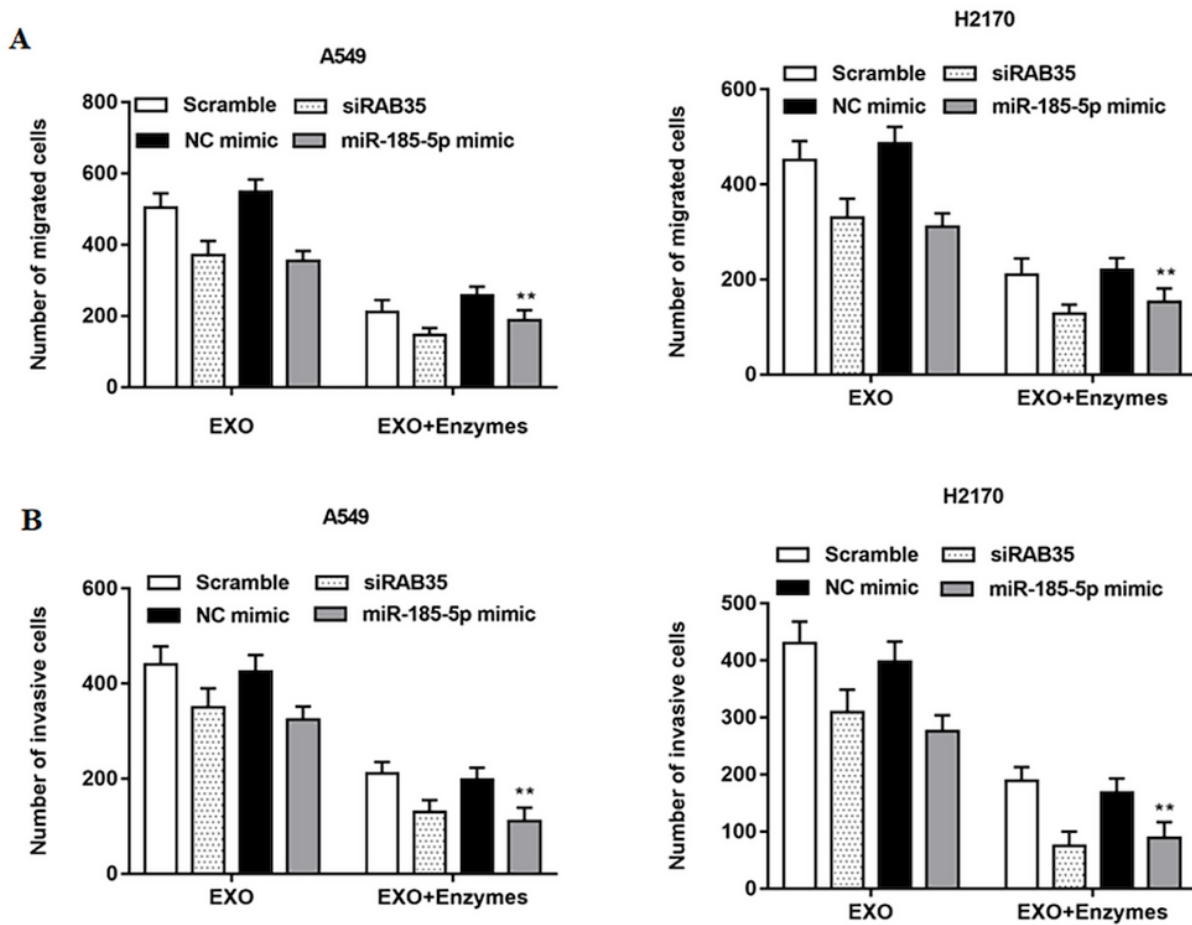 A
A549
Scramble siRAB35
NC mimic miR-185-5p mimic
Number of migrated cells
800
600
400
200
0
EXO EXO+Enzymes
**
H2170
Scramble siRAB35
NC mimic miR-185-5p mimic
Number of migrated cells
600
400
200
0
EXO EXO+Enzymes
**
B
A549
Scramble siRAB35
NC mimic miR-185-5p mimic
Number of invasive cells
600
400
200
0
EXO EXO+Enzymes
**
H2170
Scramble siRAB35
NC mimic miR-185-5p mimic
Number of invasive cells
500
400
300
200
100
0
EXO EXO+Enzymes
**